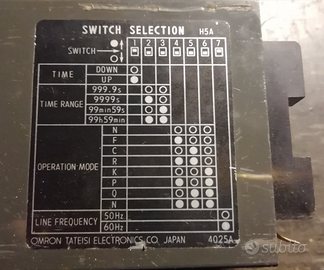 SWITCH SELECTION H5A
SWITCH 1 2 3 4 5 6 7
TIME DOWN
UP
TIME RANGE 999.9s
9999s
99min59s
99h59min
OPERATION MODE N
F
C
R
K
P
Q
N
LINE FREQUENCY 50Hz
60Hz
OMRON TATEISI ELECTRONICS CO. JAPAN 4025A
subito